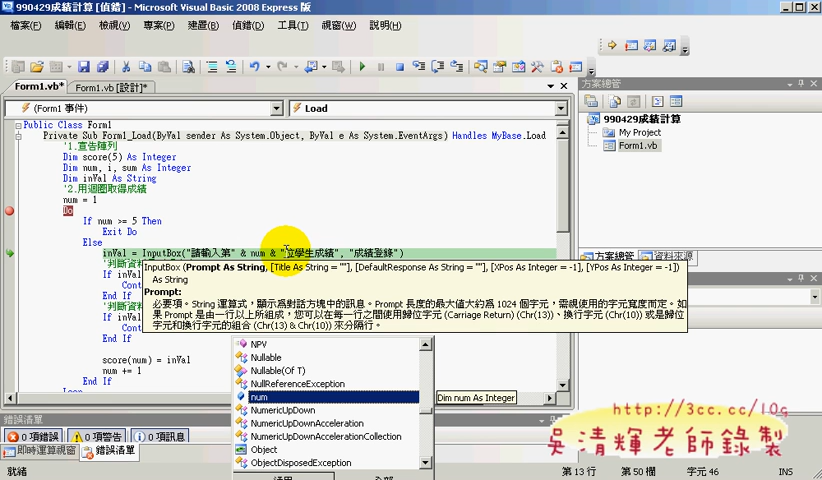 990429成績計算 [偵錯] - Microsoft Visual Basic 2008 Express 版
檔案(F) 編輯(E) 檢視(V) 專案(P) 建置(B) 偵錯(D) 工具(T) 視窗(W) 說明(H)
Form1.vb* Form1.vb [設計]*
(Form1 事件) Load
Public Class Form1
Private Sub Form1_Load(ByVal sender As System.Object, ByVal e As System.EventArgs) Handles MyBase.Load
'1.宣告陣列
Dim score(5) As Integer
Dim num, i, sum As Integer
Dim inVal As String
'2.用迴圈取得成績
num = 1
Do
If num >= 5 Then
Exit Do
Else
inVal = InputBox("請輸入第" & num & "位學生成績", "成績登錄")
'判斷資
InputBox (Prompt As String, [Title As String = ""], [DefaultResponse As String = ""], [XPos As Integer = -1], [YPos As Integer = -1])
As String
Prompt:
必要項。String 運算式，顯示為對話方塊中的訊息。Prompt 長度的最大值大約為 1024 個字元，需視使用的字元寬度而定。如
果 Prompt 是由一行以上所組成，您可以在每一行之間使用歸位字元 (Carriage Return) (Chr(13))、換行字元 (Chr(10)) 或是歸位
字元和換行字元的組合 (Chr(13) & Chr(10)) 來分隔行。
If inV
Cont
End If
'判斷資
If inV
Cont
End If
score(num) = inVal
num += 1
End If
Loop
NPV
Nullable
Nullable(Of T)
NullReferenceException
num
Dim num As Integer
NumericUpDown
NumericUpDownAcceleration
NumericUpDownAccelerationCollection
Object
ObjectDisposedException
通用 全部
方案總管
990429成績計算
My Project
Form1.vb
方案總管 資料來源
錯誤清單
0 項錯誤 0 項警告 0 項訊息
即時運算視窗 錯誤清單
http://3cc.cc/10g
吳清輝老師錄製
就緒 第 13 行 第 50 欄 字元 46 INS